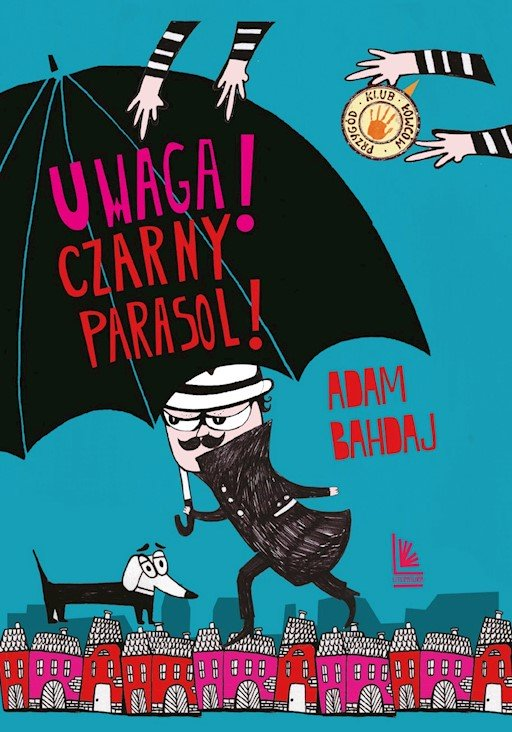 UWAGA!
CZARNY
PARASOL!
ADAM
BAHDAJ
KLUB · ŁOWCÓW · PRZYGÓD